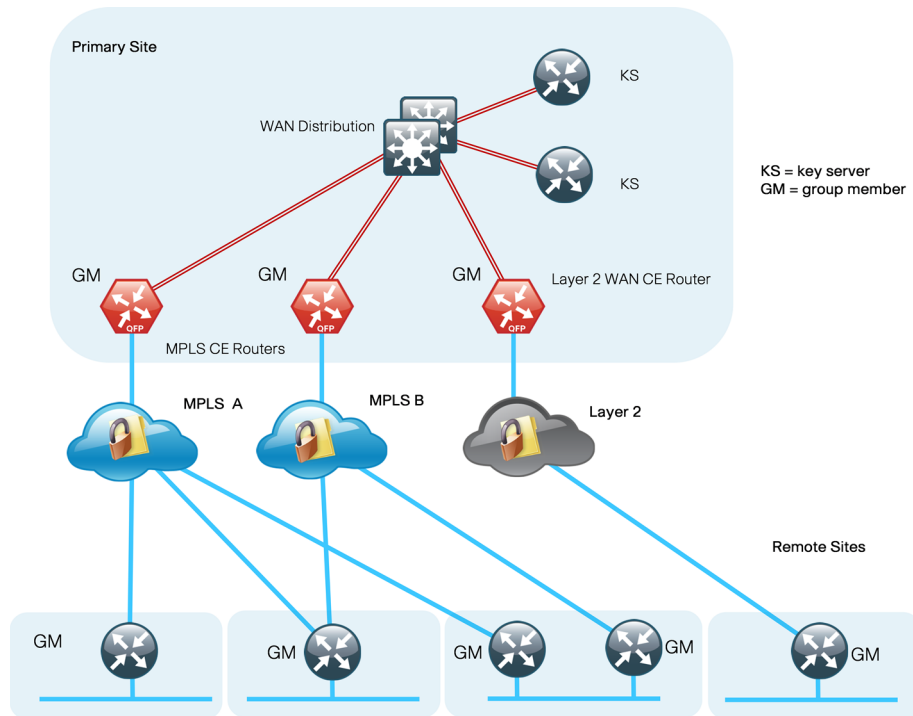 Primary Site
KS
WAN Distribution
KS
KS = key server
GM = group member
GM
GM
GM
Layer 2 WAN CE Router
QFP
QFP
QFP
MPLS CE Routers
MPLS A
MPLS B
Layer 2
Remote Sites
GM
GM
GM
GM
GM